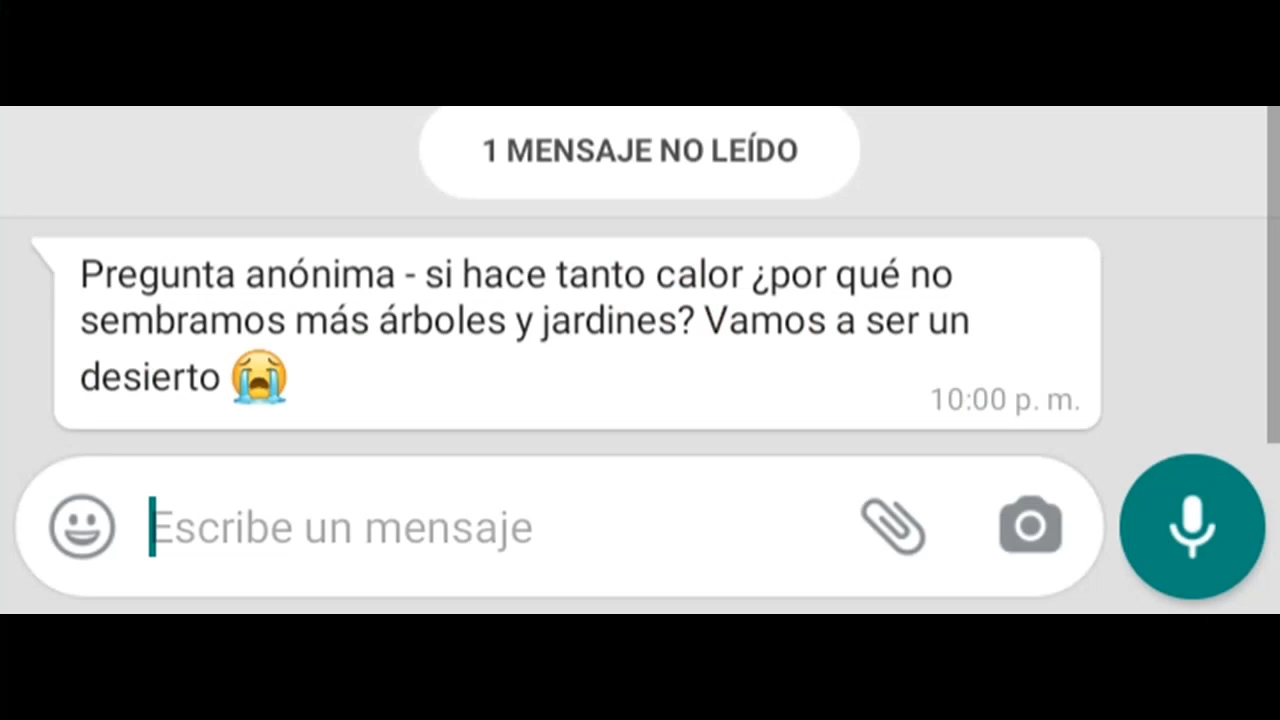 1 MENSAJE NO LEÍDO
Pregunta anónima - si hace tanto calor ¿por qué no
sembramos más árboles y jardines? Vamos a ser un
desierto 😭
10:00 p. m.
Escribe un mensaje